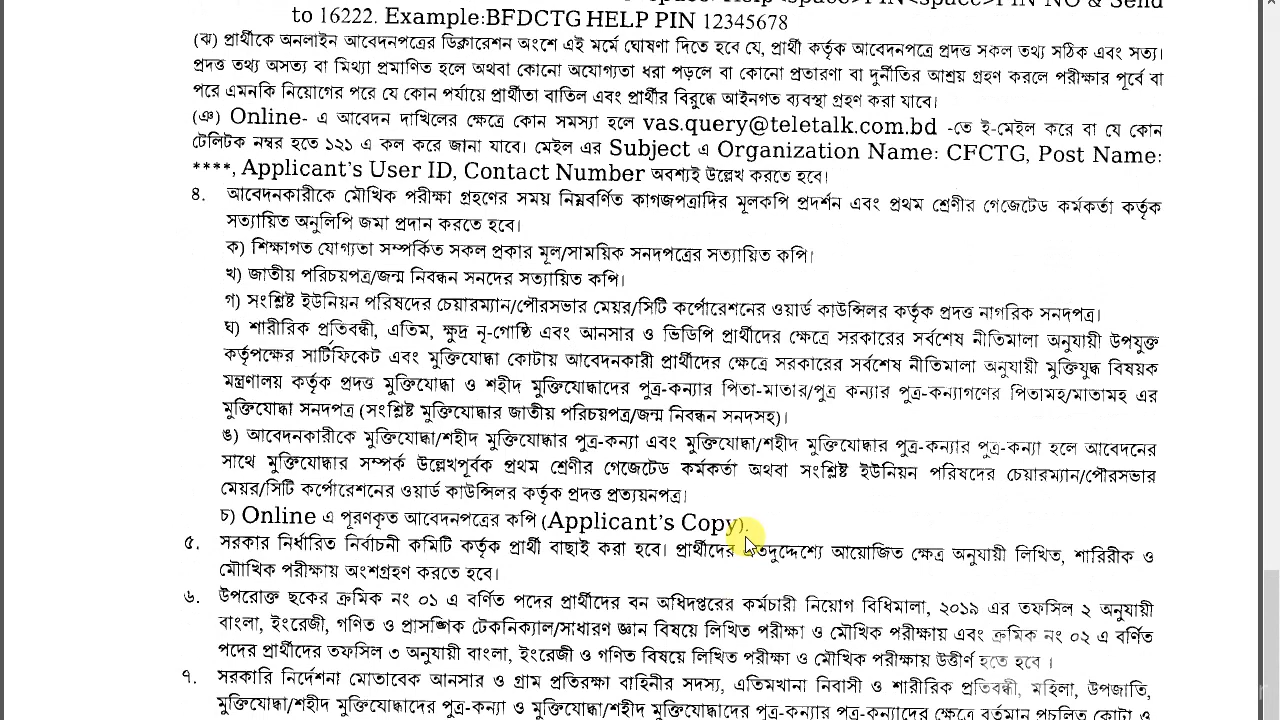 to 16222. Example:BFDCTG HELP PIN 12345678
(ঝ) প্রার্থীকে অনলাইন আবেদনপত্রের ডিক্লারেশন অংশে এই মর্মে ঘোষণা দিতে হবে যে, প্রার্থী কর্তৃক আবেদনপত্রে প্রদত্ত সকল তথ্য সঠিক এবং সত্য।
প্রদত্ত তথ্য অসত্য বা মিথ্যা প্রমাণিত হলে অথবা কোনো অযোগ্যতা ধরা পড়লে বা কোনো প্রতারণা বা দুর্নীতির আশ্রয় গ্রহণ করলে পরীক্ষার পূর্বে বা
পরে এমনকি নিয়োগের পরে যে কোন পর্যায়ে প্রার্থীতা বাতিল এবং প্রার্থীর বিরুদ্ধে আইনগত ব্যবস্থা গ্রহণ করা যাবে।
(ঞ) Online- এ আবেদন দাখিলের ক্ষেত্রে কোন সমস্যা হলে vas.query@teletalk.com.bd -তে ই-মেইল করে বা যে কোন
টেলিটক নম্বর হতে ১২১ এ কল করে জানা যাবে। মেইল এর Subject এ Organization Name: CFCTG, Post Name:
****, Applicant's User ID, Contact Number অবশ্যই উল্লেখ করতে হবে।
৪. আবেদনকারীকে মৌখিক পরীক্ষা গ্রহণের সময় নিম্নবর্ণিত কাগজপত্রাদির মূলকপি প্রদর্শন এবং প্রথম শ্রেণীর গেজেটেড কর্মকর্তা কর্তৃক
সত্যায়িত অনুলিপি জমা প্রদান করতে হবে।
ক) শিক্ষাগত যোগ্যতা সম্পর্কিত সকল প্রকার মূল/সাময়িক সনদপত্রের সত্যায়িত কপি।
খ) জাতীয় পরিচয়পত্র/জন্ম নিবন্ধন সনদের সত্যায়িত কপি।
গ) সংশ্লিষ্ট ইউনিয়ন পরিষদের চেয়ারম্যান/পৌরসভার মেয়র/সিটি কর্পোরেশনের ওয়ার্ড কাউন্সিলর কর্তৃক প্রদত্ত নাগরিক সনদপত্র।
ঘ) শারীরিক প্রতিবন্ধী, এতিম, ক্ষুদ্র নৃ-গোষ্ঠি এবং আনসার ও ভিডিপি প্রার্থীদের ক্ষেত্রে সরকারের সর্বশেষ নীতিমালা অনুযায়ী উপযুক্ত
কর্তৃপক্ষের সার্টিফিকেট এবং মুক্তিযোদ্ধা কোটায় আবেদনকারী প্রার্থীদের ক্ষেত্রে সরকারের সর্বশেষ নীতিমালা অনুযায়ী মুক্তিযুদ্ধ বিষয়ক
মন্ত্রণালয় কর্তৃক প্রদত্ত মুক্তিযোদ্ধা ও শহীদ মুক্তিযোদ্ধাদের পুত্র-কন্যার পিতা-মাতার/পুত্র কন্যার পুত্র-কন্যাগণের পিতামহ/মাতামহ এর
মুক্তিযোদ্ধা সনদপত্র (সংশ্লিষ্ট মুক্তিযোদ্ধার জাতীয় পরিচয়পত্র/জন্ম নিবন্ধন সনদসহ)।
ঙ) আবেদনকারীকে মুক্তিযোদ্ধা/শহীদ মুক্তিযোদ্ধার পুত্র-কন্যা এবং মুক্তিযোদ্ধা/শহীদ মুক্তিযোদ্ধার পুত্র-কন্যার পুত্র-কন্যা হলে আবেদনের
সাথে মুক্তিযোদ্ধার সম্পর্ক উল্লেখপূর্বক প্রথম শ্রেণীর গেজেটেড কর্মকর্তা অথবা সংশ্লিষ্ট ইউনিয়ন পরিষদের চেয়ারম্যান/পৌরসভার
মেয়র/সিটি কর্পোরেশনের ওয়ার্ড কাউন্সিলর কর্তৃক প্রদত্ত প্রত্যয়নপত্র।
চ) Online এ পূরণকৃত আবেদনপত্রের কপি (Applicant's Copy).
৫. সরকার নির্ধারিত নির্বাচনী কমিটি কর্তৃক প্রার্থী বাছাই করা হবে। প্রার্থীদের এতদুদ্দেশ্যে আয়োজিত ক্ষেত্র অনুযায়ী লিখিত, শারিরীক ও
মৌাখিক পরীক্ষায় অংশগ্রহণ করতে হবে।
৬. উপরোক্ত ছকের ক্রমিক নং ০১ এ বর্ণিত পদের প্রার্থীদের বন অধিদপ্তরের কর্মচারী নিয়োগ বিধিমালা, ২০১৯ এর তফসিল ২ অনুযায়ী
বাংলা, ইংরেজী, গণিত ও প্রাসঙ্গিক টেকনিক্যাল/সাধারণ জ্ঞান বিষয়ে লিখিত পরীক্ষা ও মৌখিক পরীক্ষায় এবং ক্রমিক নং ০২ এ বর্ণিত
পদের প্রার্থীদের তফসিল ৩ অনুযায়ী বাংলা, ইংরেজী ও গণিত বিষয়ে লিখিত পরীক্ষা ও মৌখিক পরীক্ষায় উত্তীর্ণ হতে হবে ।
৭. সরকারি নির্দেশনা মোতাবেক আনসার ও গ্রাম প্রতিরক্ষা বাহিনীর সদস্য, এতিমখানা নিবাসী ও শারীরিক প্রতিবন্ধী, মহিলা, উপজাতি,
মুক্তিযোদ্ধা/শহীদ মুক্তিযোদ্ধাদের পুত্র-কন্যা ও মুক্তিযোদ্ধা/শহীদ মুক্তিযোদ্ধাদের পুত্র-কন্যার পুত্র-কন্যাদের ক্ষেত্রে বর্তমান প্রচলিত কোটা ও